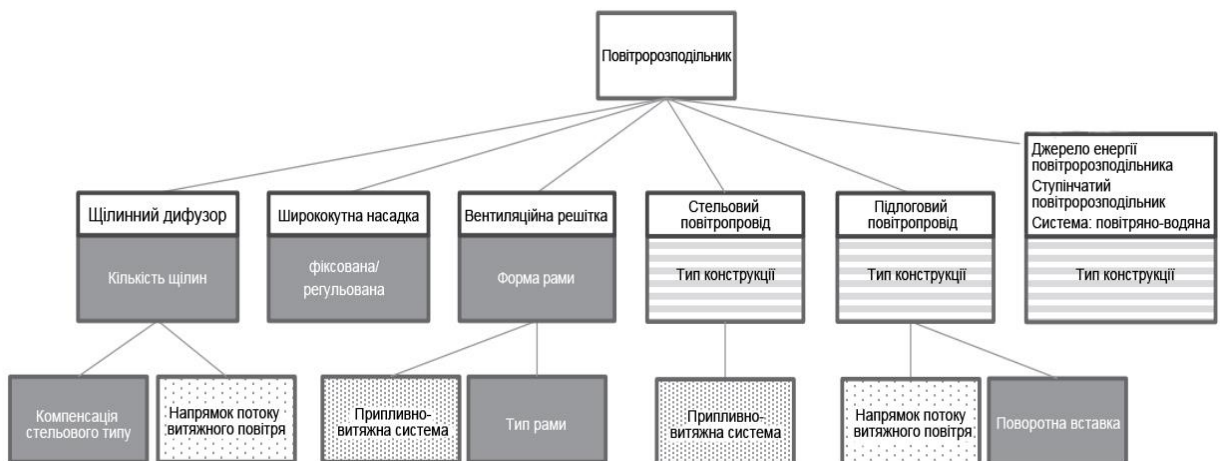 Повітророзподільник
Джерело енергії
повітророзподільника
Ступінчатий
повітророзподільник
Система: повітряно-водяна
Щілинний дифузор
Ширококутна насадка
Вентиляційна решітка
Стельовий
повітропровід
Підлоговий
повітропровід
Кількість щілин
фіксована/
регульована
Форма рами
Тип конструкції
Тип конструкції
Тип конструкції
Компенсація
стельового типу
Напрямок потоку
витяжного повітря
Припливно-
витяжна система
Тип рами
Припливно-
витяжна система
Напрямок потоку
витяжного повітря
Поворотна вставка